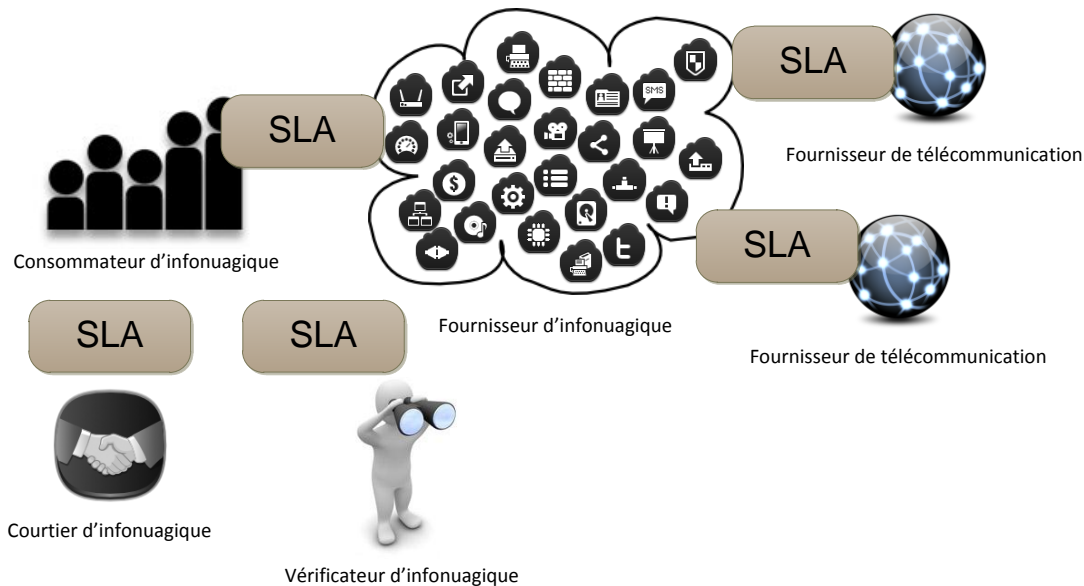 SLA
SMS
SLA
Fournisseur de télécommunication
Consommateur d'infonuagique
SLA
Fournisseur d'infonuagique
Fournisseur de télécommunication
SLA
SLA
Courtier d'infonuagique
Vérificateur d'infonuagique